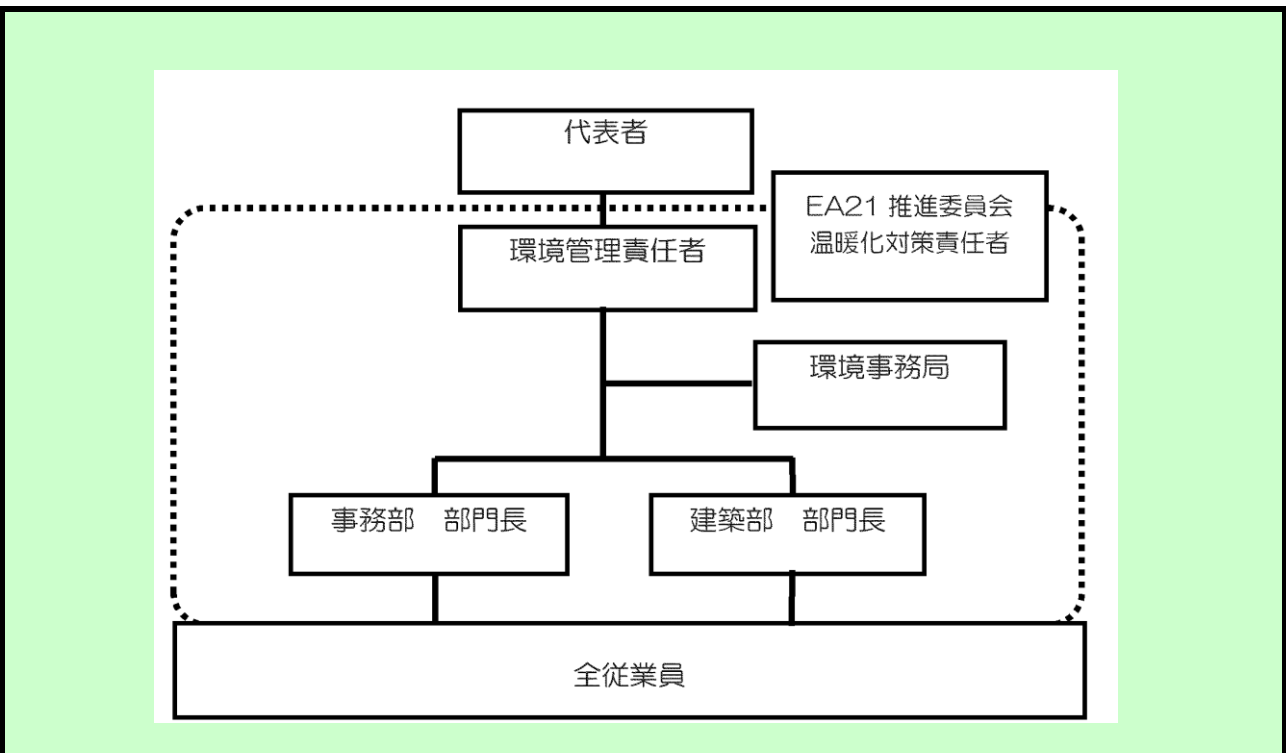 代表者
EA21 推進委員会
温暖化対策責任者
環境管理責任者
環境事務局
事務部　部門長
建築部　部門長
全従業員